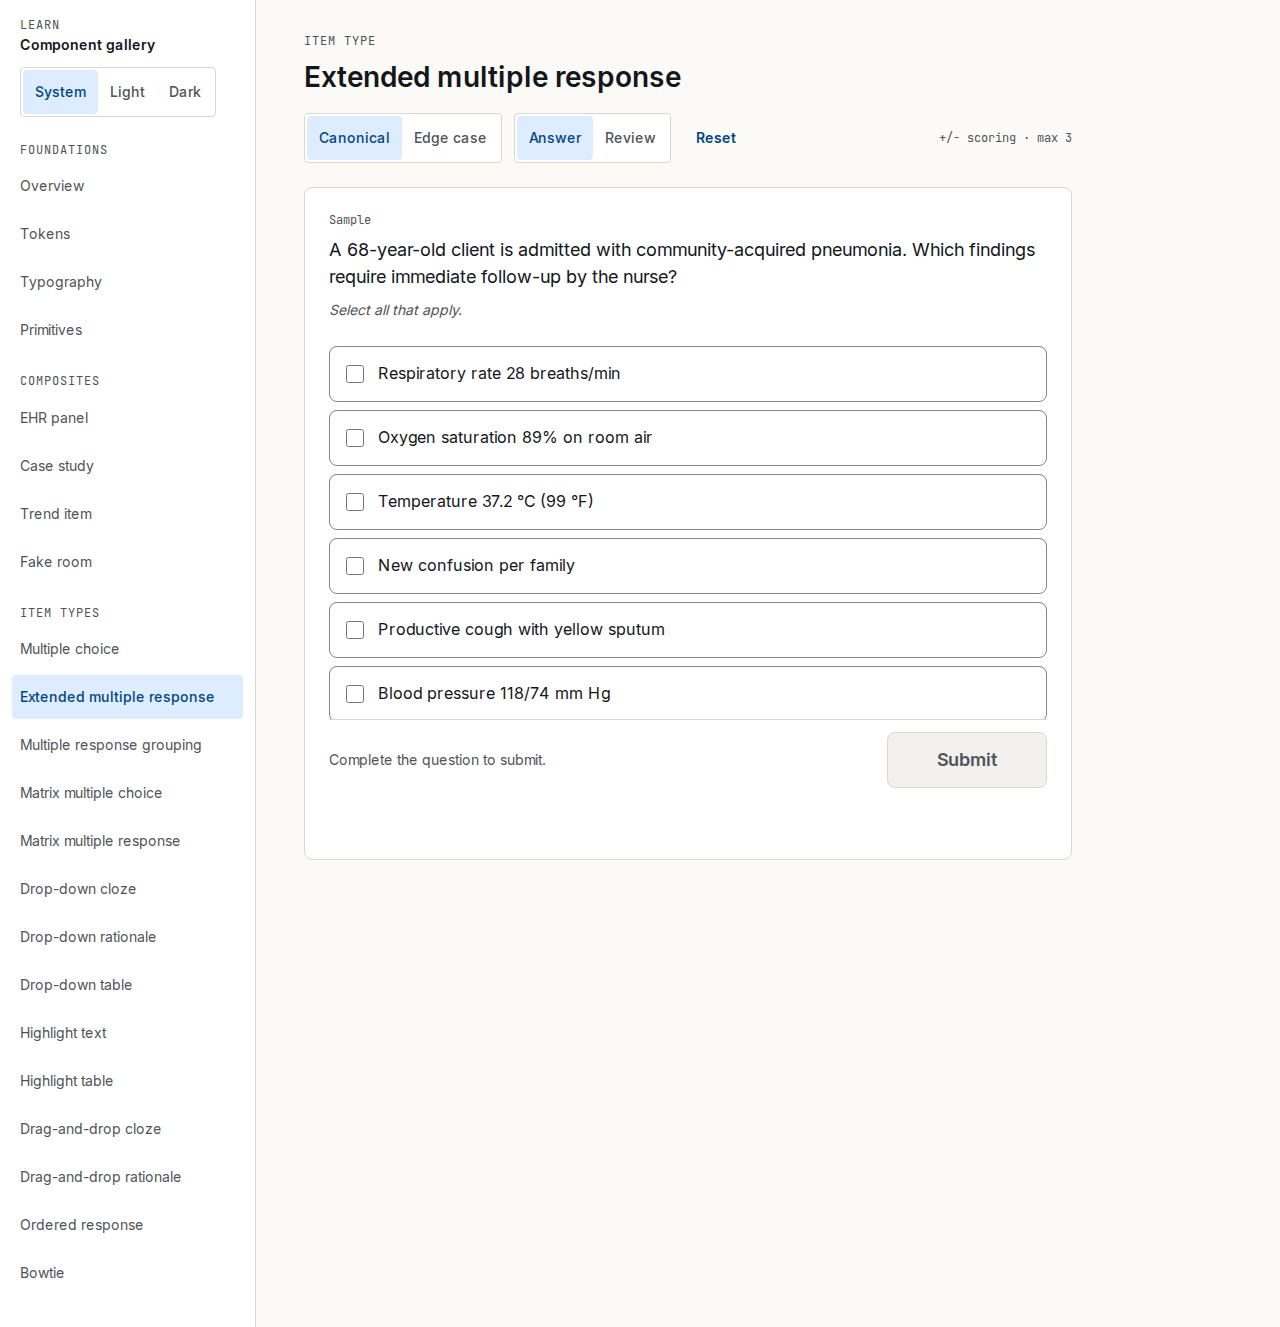 LEARN
Component gallery
System Light Dark
FOUNDATIONS
Overview
Tokens
Typography
Primitives
COMPOSITES
EHR panel
Case study
Trend item
Fake room
ITEM TYPES
Multiple choice
Extended multiple response
Multiple response grouping
Matrix multiple choice
Matrix multiple response
Drop-down cloze
Drop-down rationale
Drop-down table
Highlight text
Highlight table
Drag-and-drop cloze
Drag-and-drop rationale
Ordered response
Bowtie
ITEM TYPE
Extended multiple response
Canonical Edge case Answer Review Reset +/- scoring · max 3
Sample
A 68-year-old client is admitted with community-acquired pneumonia. Which findings
require immediate follow-up by the nurse?
Select all that apply.
Respiratory rate 28 breaths/min
Oxygen saturation 89% on room air
Temperature 37.2 °C (99 °F)
New confusion per family
Productive cough with yellow sputum
Blood pressure 118/74 mm Hg
Complete the question to submit. Submit